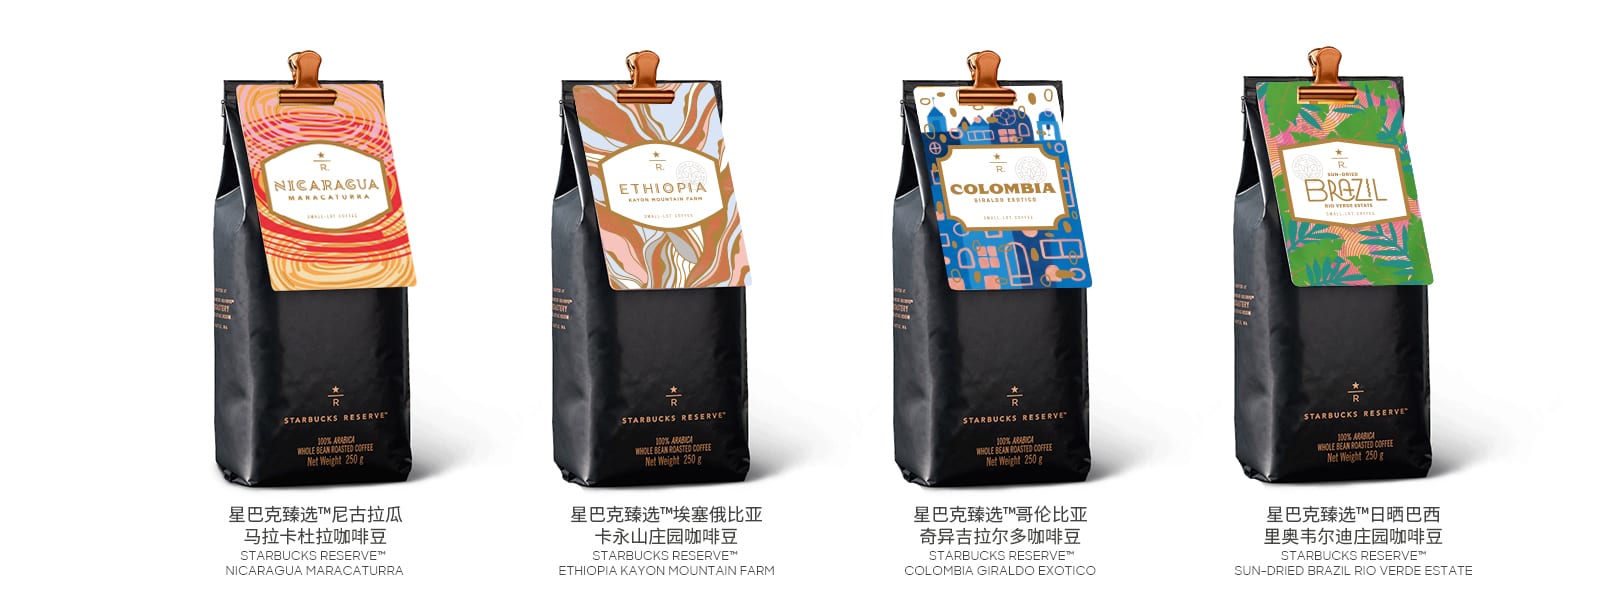 R.
NICARAGUA
MARACATURRA
SMALL-LOT COFFEE
R
STARBUCKS RESERVE™
100% ARABICA
WHOLE BEAN ROASTED COFFEE
Net Weight 250 g
星巴克臻选™尼古拉瓜
马拉卡杜拉咖啡豆
STARBUCKS RESERVE™
NICARAGUA MARACATURRA
R.
ETHIOPIA
KAYON MOUNTAIN FARM
SMALL-LOT COFFEE
R
STARBUCKS RESERVE™
100% ARABICA
WHOLE BEAN ROASTED COFFEE
Net Weight 250 g
星巴克臻选™埃塞俄比亚
卡永山庄园咖啡豆
STARBUCKS RESERVE™
ETHIOPIA KAYON MOUNTAIN FARM
R.
COLOMBIA
GIRALDO EXOTICO
SMALL-LOT COFFEE
R
STARBUCKS RESERVE™
100% ARABICA
WHOLE BEAN ROASTED COFFEE
Net Weight 250 g
星巴克臻选™哥伦比亚
奇异吉拉尔多咖啡豆
STARBUCKS RESERVE™
COLOMBIA GIRALDO EXOTICO
R.
SUN-DRIED
BRAZIL
RIO VERDE ESTATE
SMALL-LOT COFFEE
R
STARBUCKS RESERVE™
100% ARABICA
WHOLE BEAN ROASTED COFFEE
Net Weight 250 g
星巴克臻选™日晒巴西
里奥韦尔迪庄园咖啡豆
STARBUCKS RESERVE™
SUN-DRIED BRAZIL RIO VERDE ESTATE